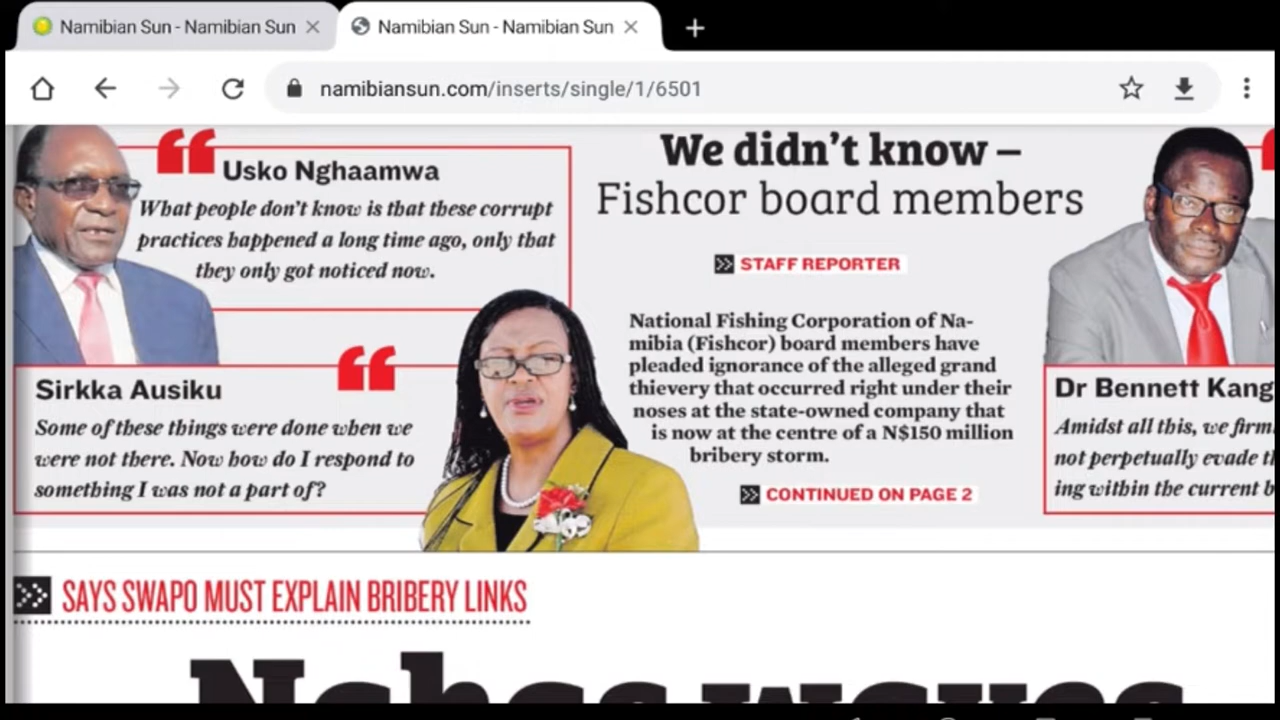 Namibian Sun - Namibian Sun
Namibian Sun - Namibian Sun
namibiansun.com/inserts/single/1/6501
Usko Nghaamwa
What people don't know is that these corrupt
practices happened a long time ago, only that
they only got noticed now.
Sirkka Ausiku
Some of these things were done when we
were not there. Now how do I respond to
something I was not a part of?
We didn't know –
Fishcor board members
STAFF REPORTER
National Fishing Corporation of Na-
mibia (Fishcor) board members have
pleaded ignorance of the alleged grand
thievery that occurred right under their
noses at the state-owned company that
is now at the centre of a N$150 million
bribery storm.
CONTINUED ON PAGE 2
Dr Bennett Kang
Amidst all this, we firm
not perpetually evade th
ing within the current b
SAYS SWAPO MUST EXPLAIN BRIBERY LINKS